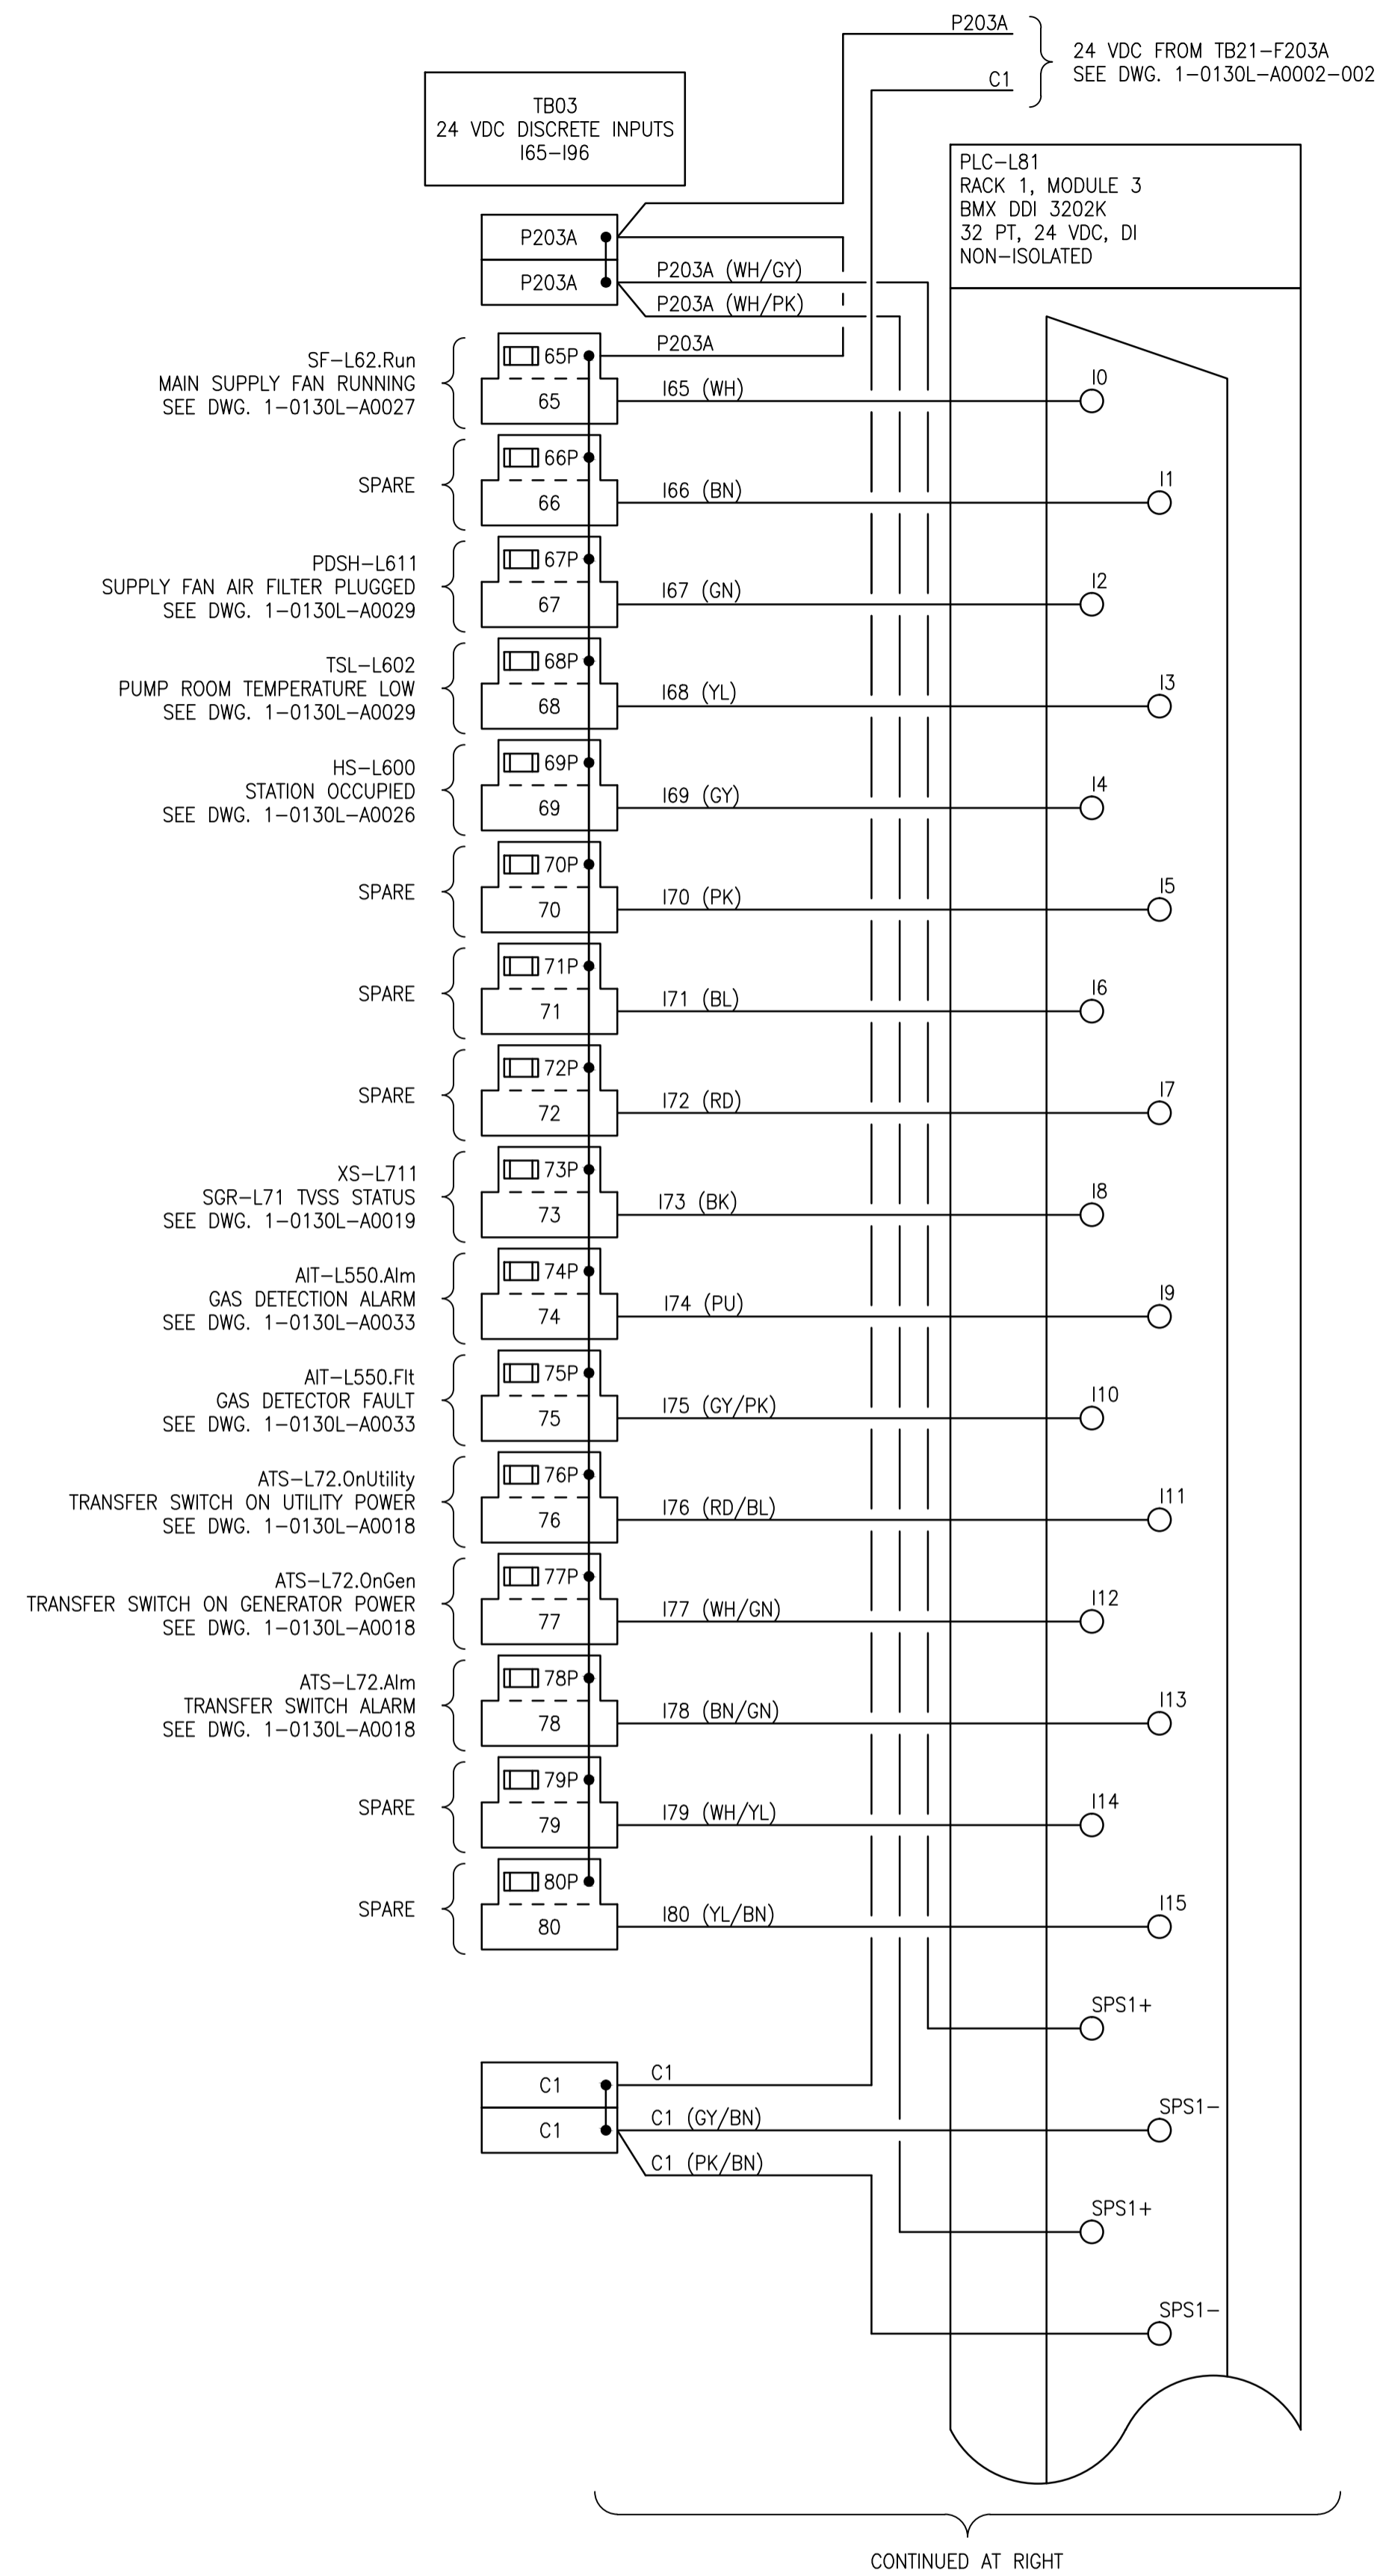 P203A
C1
24 VDC FROM TB21-F203A
SEE DWG. 1-0130L-A0002-002
TB03
24 VDC DISCRETE INPUTS
I65-I96
PLC-L81
RACK 1, MODULE 3
BMX DDI 3202K
32 PT, 24 VDC, DI
NON-ISOLATED
P203A
P203A
P203A (WH/GY)
P203A (WH/PK)
P203A
SF-L62.Run
MAIN SUPPLY FAN RUNNING
SEE DWG. 1-0130L-A0027
65P
65
I65 (WH)
I0
SPARE
66P
66
I66 (BN)
I1
PDSH-L611
SUPPLY FAN AIR FILTER PLUGGED
SEE DWG. 1-0130L-A0029
67P
67
I67 (GN)
I2
TSL-L602
PUMP ROOM TEMPERATURE LOW
SEE DWG. 1-0130L-A0029
68P
68
I68 (YL)
I3
HS-L600
STATION OCCUPIED
SEE DWG. 1-0130L-A0026
69P
69
I69 (GY)
I4
SPARE
70P
70
I70 (PK)
I5
SPARE
71P
71
I71 (BL)
I6
SPARE
72P
72
I72 (RD)
I7
XS-L711
SGR-L71 TVSS STATUS
SEE DWG. 1-0130L-A0019
73P
73
I73 (BK)
I8
AIT-L550.Alm
GAS DETECTION ALARM
SEE DWG. 1-0130L-A0033
74P
74
I74 (PU)
I9
AIT-L550.Flt
GAS DETECTOR FAULT
SEE DWG. 1-0130L-A0033
75P
75
I75 (GY/PK)
I10
ATS-L72.OnUtility
TRANSFER SWITCH ON UTILITY POWER
SEE DWG. 1-0130L-A0018
76P
76
I76 (RD/BL)
I11
ATS-L72.OnGen
TRANSFER SWITCH ON GENERATOR POWER
SEE DWG. 1-0130L-A0018
77P
77
I77 (WH/GN)
I12
ATS-L72.Alm
TRANSFER SWITCH ALARM
SEE DWG. 1-0130L-A0018
78P
78
I78 (BN/GN)
I13
SPARE
79P
79
I79 (WH/YL)
I14
SPARE
80P
80
I80 (YL/BN)
I15
SPS1+
C1
C1
C1
C1 (GY/BN)
C1 (PK/BN)
SPS1-
SPS1+
SPS1-
CONTINUED AT RIGHT